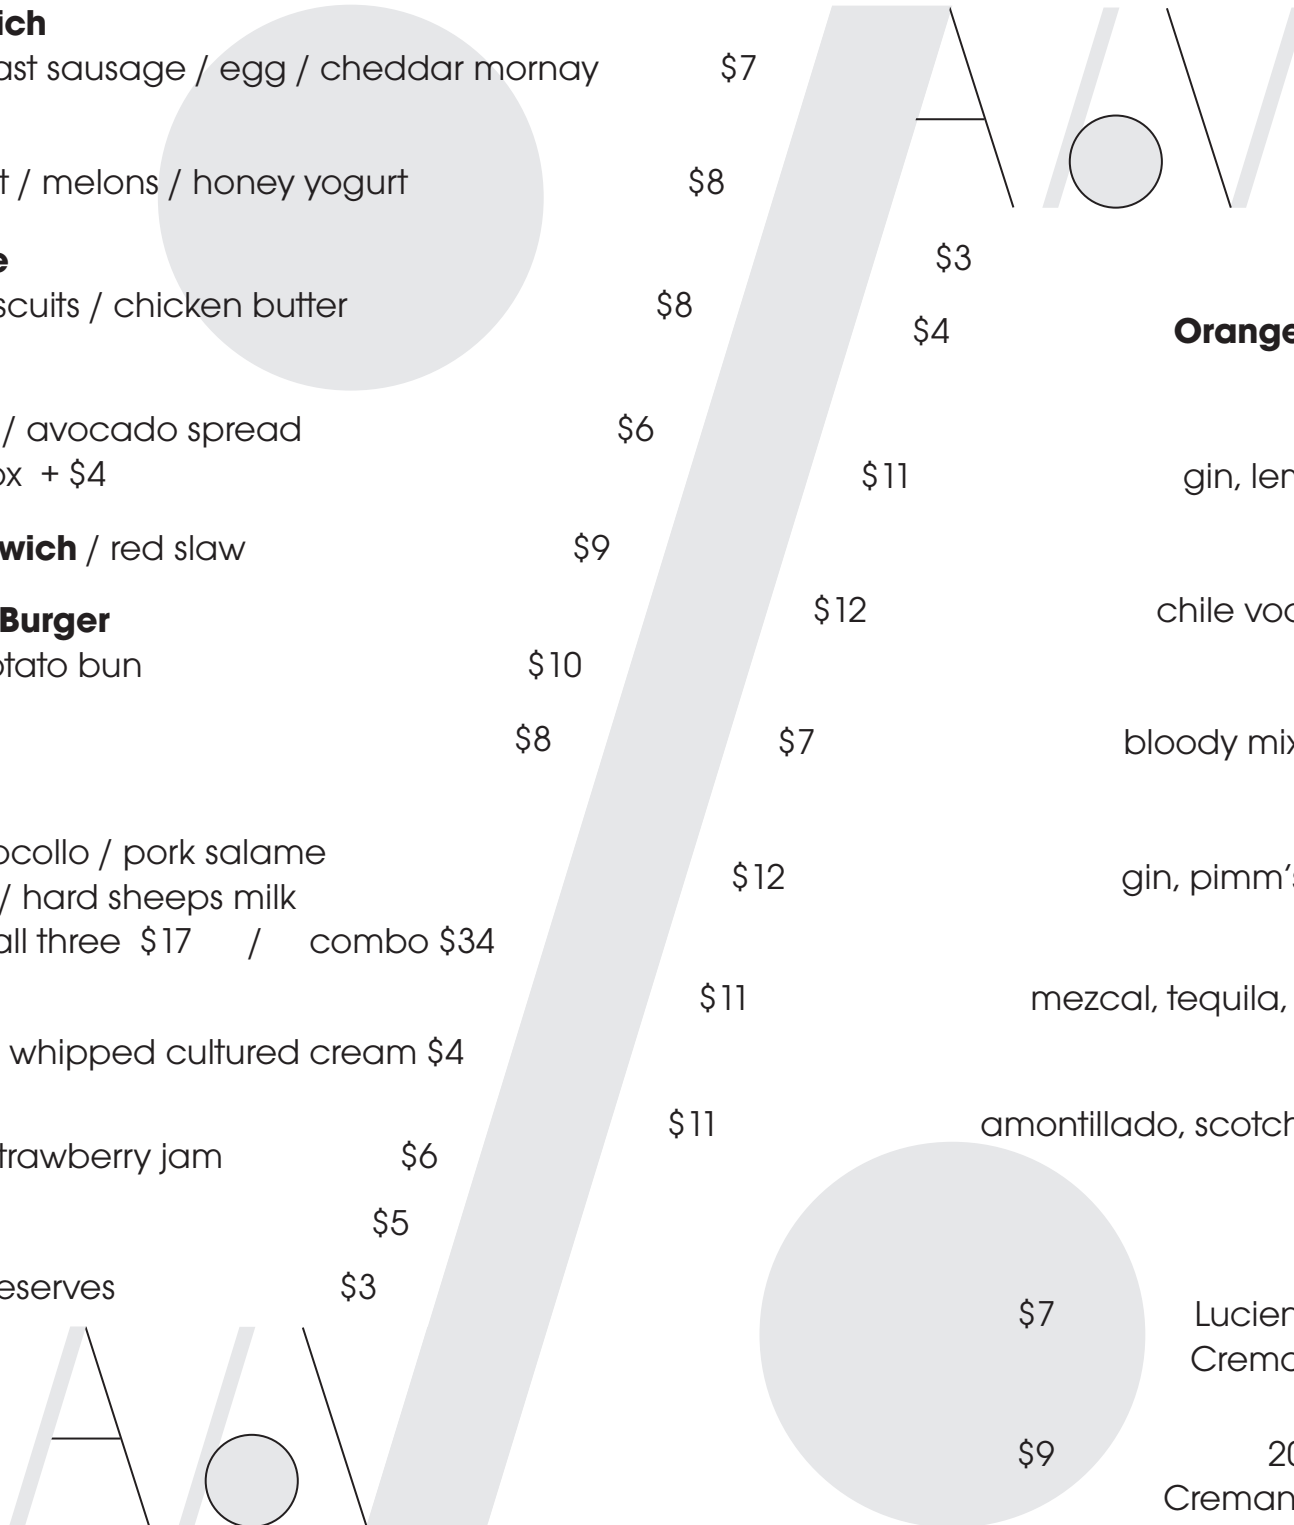 ich
ast sausage / egg / cheddar mornay $7
t / melons / honey yogurt $8
e
scuits / chicken butter $8
/ avocado spread $6
ox + $4
wich / red slaw $9
Burger
otato bun $10
$8
ocollo / pork salame
/ hard sheeps milk
all three $17 / combo $34
whipped cultured cream $4
trawberry jam $6
$5
eserves $3
$3
$4 Orange
$11 gin, lem
$12 chile vod
$7 bloody mix
$12 gin, pimm's
$11 mezcal, tequila,
$11 amontillado, scotch
$7 Lucien
Crema
$9 20
Creman